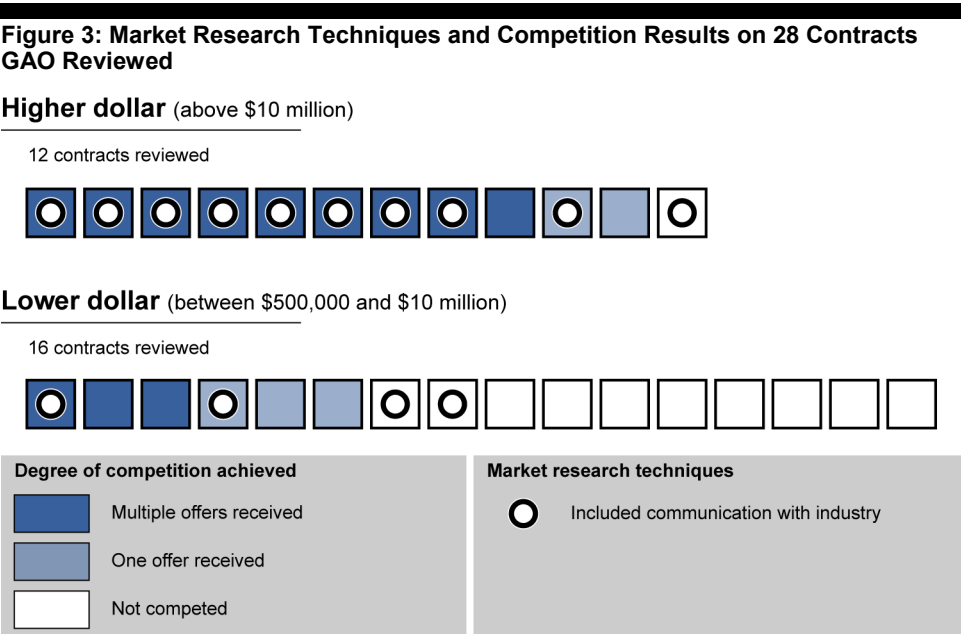 Figure 3: Market Research Techniques and Competition Results on 28 Contracts
GAO Reviewed
Higher dollar (above $10 million)
12 contracts reviewed
Lower dollar (between $500,000 and $10 million)
16 contracts reviewed
Degree of competition achieved
Multiple offers received
One offer received
Not competed
Market research techniques
Included communication with industry